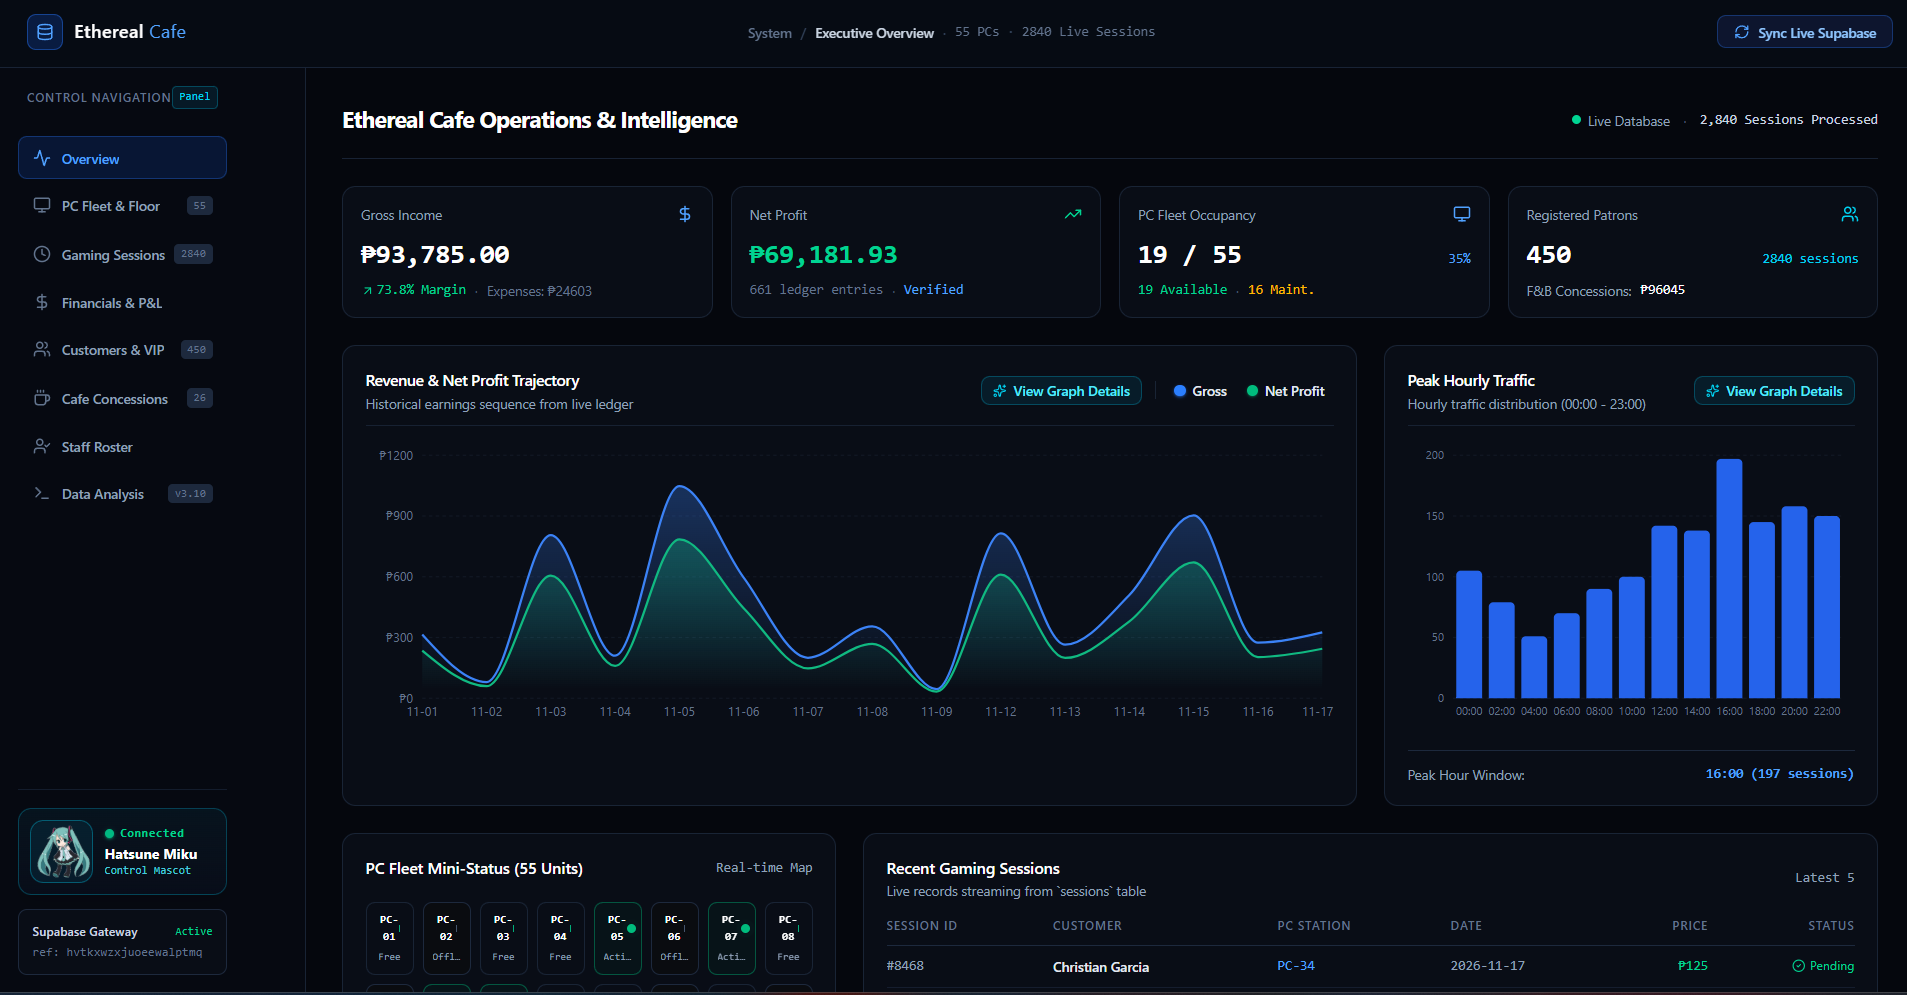 Ethereal Cafe
System / Executive Overview · 55 PCs · 2840 Live Sessions
Sync Live Supabase
CONTROL NAVIGATION Panel
Overview
PC Fleet & Floor 55
Gaming Sessions 2840
Financials & P&L
Customers & VIP 450
Cafe Concessions 26
Staff Roster
Data Analysis v3.10
Connected
Hatsune Miku
Control Mascot
Supabase Gateway Active
ref: hvtkxwzxjuoeewalptmq
Ethereal Cafe Operations & Intelligence
Live Database · 2,840 Sessions Processed
Gross Income
₱93,785.00
73.8% Margin · Expenses: ₱24603
Net Profit
₱69,181.93
661 ledger entries · Verified
PC Fleet Occupancy
19 / 55
35%
19 Available · 16 Maint.
Registered Patrons
450
2840 sessions
F&B Concessions: ₱96045
Revenue & Net Profit Trajectory
Historical earnings sequence from live ledger
View Graph Details
Gross
Net Profit
₱1200
₱900
₱600
₱300
₱0
11-01 11-02 11-03 11-04 11-05 11-06 11-07 11-08 11-09 11-12 11-13 11-14 11-15 11-16 11-17
Peak Hourly Traffic
Hourly traffic distribution (00:00 - 23:00)
View Graph Details
200
150
100
50
0
00:00 02:00 04:00 06:00 08:00 10:00 12:00 14:00 16:00 18:00 20:00 22:00
Peak Hour Window: 16:00 (197 sessions)
PC Fleet Mini-Status (55 Units)
Real-time Map
PC-01 Free
PC-02 Offl…
PC-03 Free
PC-04 Free
PC-05 Acti…
PC-06 Offl…
PC-07 Acti…
PC-08 Free
Recent Gaming Sessions
Live records streaming from `sessions` table
Latest 5
SESSION ID CUSTOMER PC STATION DATE PRICE STATUS
#8468 Christian Garcia PC-34 2026-11-17 ₱125 Pending